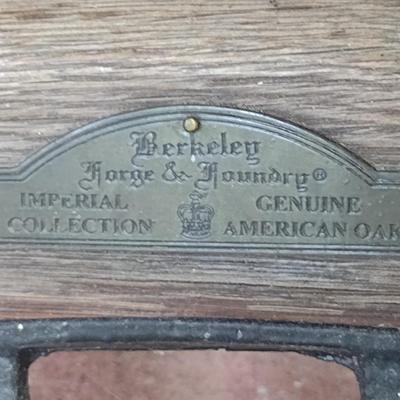 Berkeley
Forge & Foundry®
IMPERIAL GENUINE
COLLECTION AMERICAN OAK